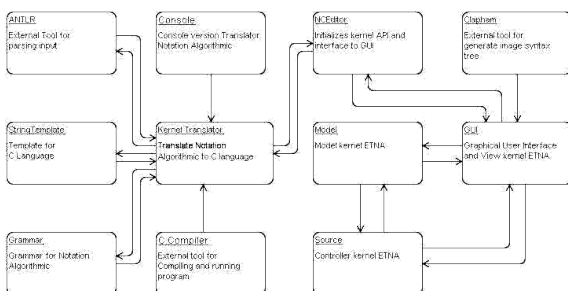 ANTLR
External Tool for
parsing input
Console
Console version Translator
Notation Algorithmic
NCEditor
Initializes kernel API and
interface to GUI
Clapham
External tool for
generate image syntax
tree
StringTemplate
Template for
C Language
Kernel Translator
Translate Notation
Algorithmic to C language
Model
Model kernel ETNA
GUI
Graphical User Interface
and View kernel ETNA
Grammar
Grammar for Notation
Algorithmic
C Compiler
External tool for
Compiling and running
program
Source
Controller kernel ETNA